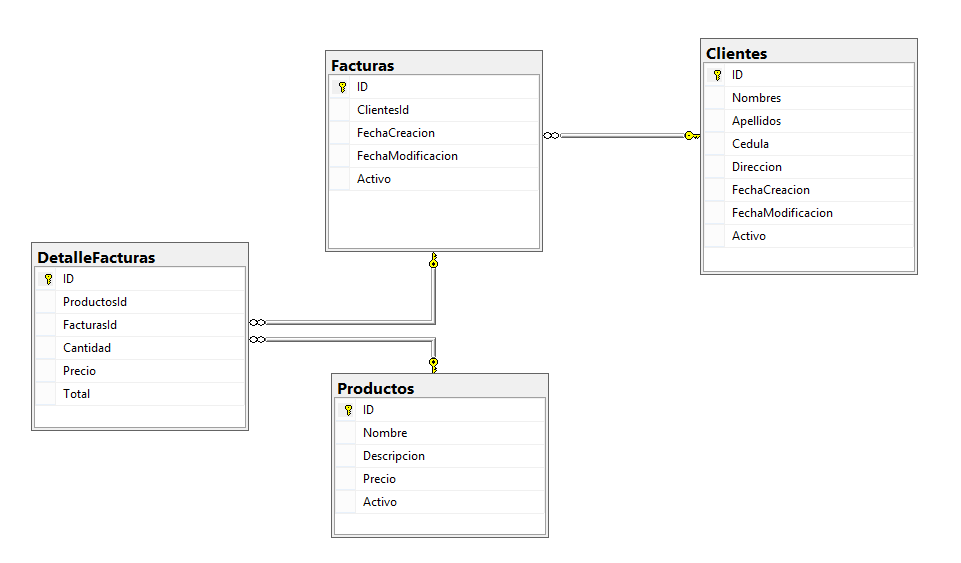 Facturas
ID
ClientesId
FechaCreacion
FechaModificacion
Activo
Clientes
ID
Nombres
Apellidos
Cedula
Direccion
FechaCreacion
FechaModificacion
Activo
DetalleFacturas
ID
ProductosId
FacturasId
Cantidad
Precio
Total
Productos
ID
Nombre
Descripcion
Precio
Activo